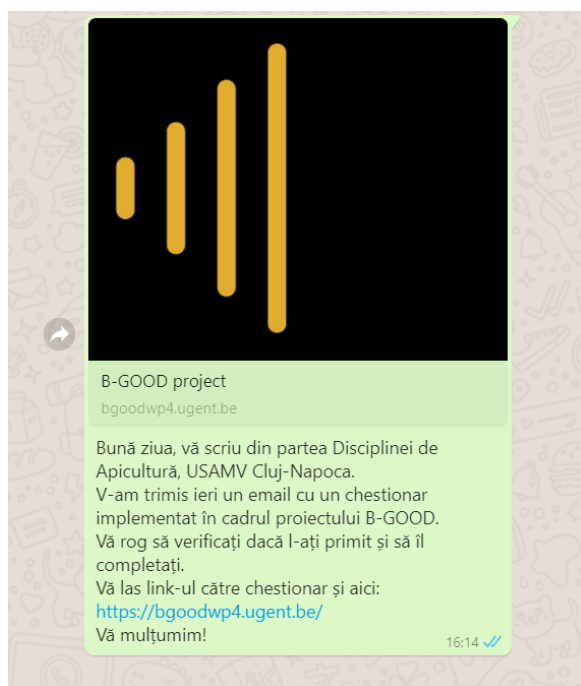 B-GOOD project
bgoodwp4.ugent.be
Bună ziua, vă scriu din partea Disciplinei de
Apicultură, USAMV Cluj-Napoca.
V-am trimis ieri un email cu un chestionar
implementat în cadrul proiectului B-GOOD.
Vă rog să verificați dacă l-ați primit și să îl
completați.
Vă las link-ul către chestionar și aici:
https://bgoodwp4.ugent.be/
Vă mulțumim!
16:14